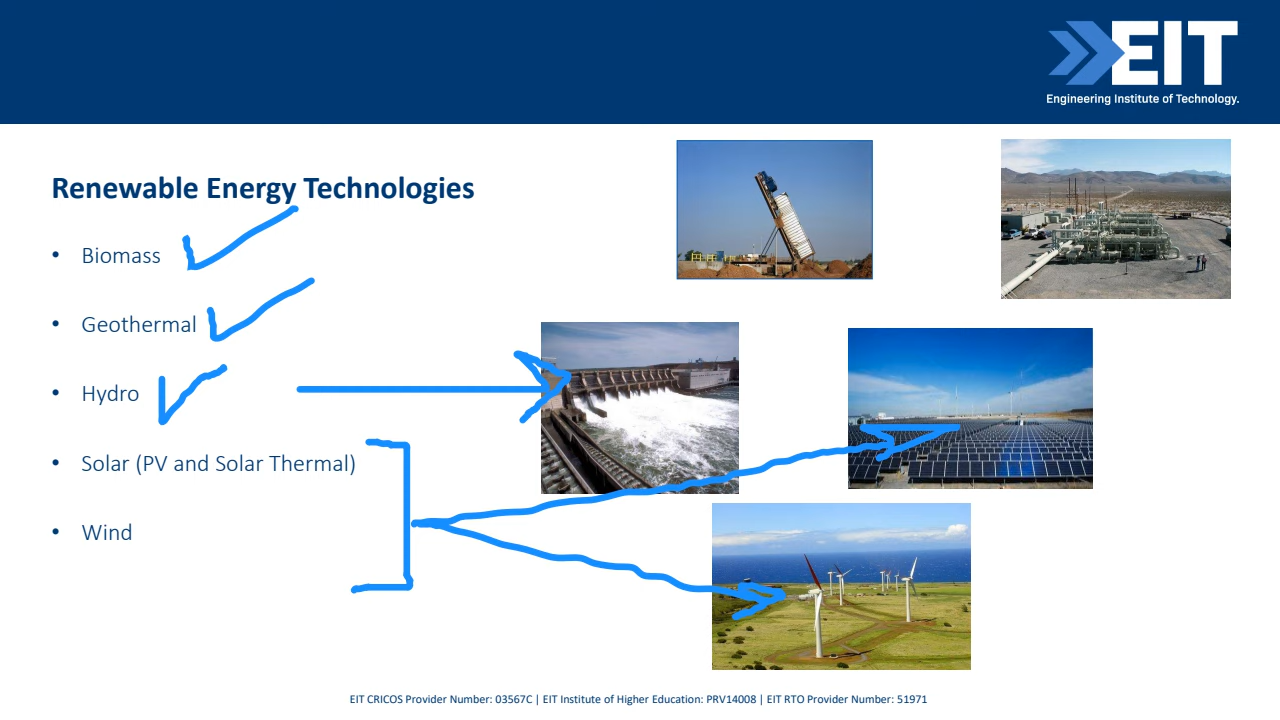 EIT
Engineering Institute of Technology.
Renewable Energy Technologies
• Biomass
• Geothermal
• Hydro
• Solar (PV and Solar Thermal)
• Wind
EIT CRICOS Provider Number: 03567C | EIT Institute of Higher Education: PRV14008 | EIT RTO Provider Number: 51971